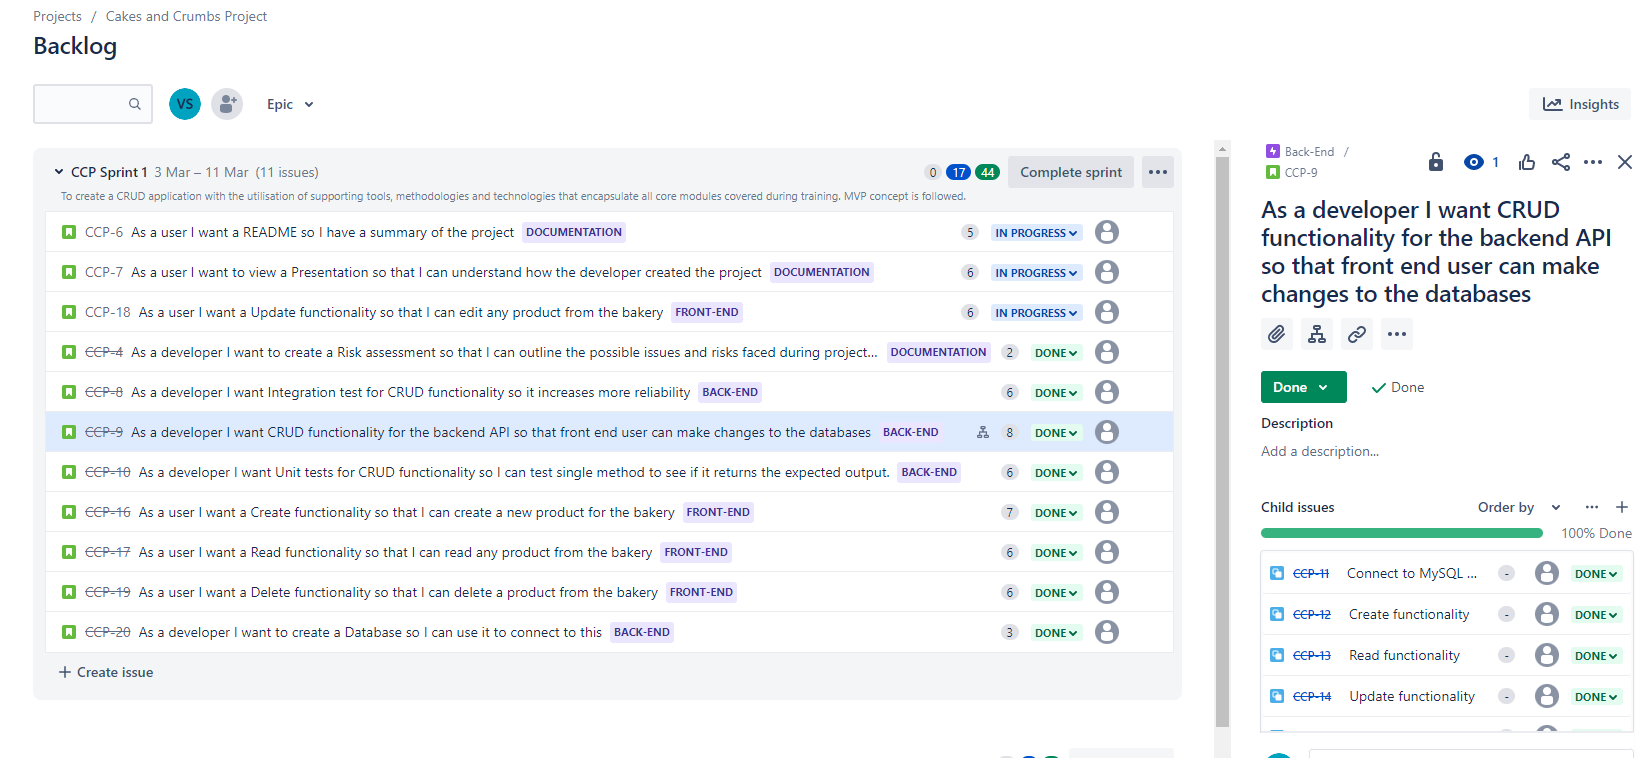 Projects / Cakes and Crumbs Project
Backlog
VS Epic
Insights
CCP Sprint 1 3 Mar – 11 Mar (11 issues) 0 17 44 Complete sprint
To create a CRUD application with the utilisation of supporting tools, methodologies and technologies that encapsulate all core modules covered during training. MVP concept is followed.
CCP-6 As a user I want a README so I have a summary of the project DOCUMENTATION 5 IN PROGRESS
CCP-7 As a user I want to view a Presentation so that I can understand how the developer created the project DOCUMENTATION 6 IN PROGRESS
CCP-18 As a user I want a Update functionality so that I can edit any product from the bakery FRONT-END 6 IN PROGRESS
CCP-4 As a developer I want to create a Risk assessment so that I can outline the possible issues and risks faced during project... DOCUMENTATION 2 DONE
CCP-8 As a developer I want Integration test for CRUD functionality so it increases more reliability BACK-END 6 DONE
CCP-9 As a developer I want CRUD functionality for the backend API so that front end user can make changes to the databases BACK-END 8 DONE
CCP-10 As a developer I want Unit tests for CRUD functionality so I can test single method to see if it returns the expected output. BACK-END 6 DONE
CCP-16 As a user I want a Create functionality so that I can create a new product for the bakery FRONT-END 7 DONE
CCP-17 As a user I want a Read functionality so that I can read any product from the bakery FRONT-END 6 DONE
CCP-19 As a user I want a Delete functionality so that I can delete a product from the bakery FRONT-END 6 DONE
CCP-20 As a developer I want to create a Database so I can use it to connect to this BACK-END 3 DONE
+ Create issue
Back-End /
CCP-9
1
As a developer I want CRUD
functionality for the backend API
so that front end user can make
changes to the databases
Done Done
Description
Add a description...
Child issues Order by
100% Done
CCP-11 Connect to MySQL ... - DONE
CCP-12 Create functionality - DONE
CCP-13 Read functionality - DONE
CCP-14 Update functionality - DONE